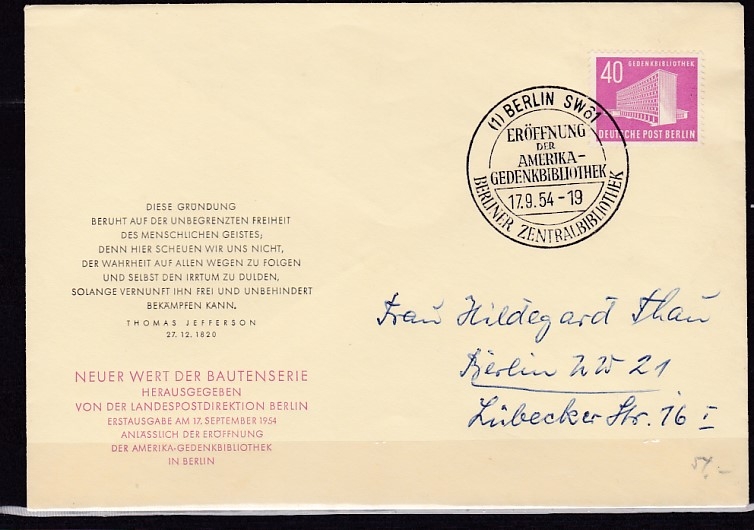 40
GEDENKBIBLIOTHEK
DEUTSCHE POST BERLIN
(1) BERLIN SW61
ERÖFFNUNG
DER
AMERIKA-
GEDENKBIBLIOTHEK
17.9.54-19
BERLINER ZENTRALBIBLIOTHEK
DIESE GRÜNDUNG
BERUHT AUF DER UNBEGRENZTEN FREIHEIT
DES MENSCHLICHEN GEISTES;
DENN HIER SCHEUEN WIR UNS NICHT,
DER WAHRHEIT AUF ALLEN WEGEN ZU FOLGEN
UND SELBST DEN IRRTUM ZU DULDEN,
SOLANGE VERNUNFT IHN FREI UND UNBEHINDERT
BEKÄMPFEN KANN.
THOMAS JEFFERSON
27.12.1820
NEUER WERT DER BAUTENSERIE
HERAUSGEGEBEN
VON DER LANDESPOSTDIREKTION BERLIN
ERSTAUSGABE AM 17. SEPTEMBER 1954
ANLÄSSLICH DER ERÖFFNUNG
DER AMERIKA-GEDENKBIBLIOTHEK
IN BERLIN
Frau Hildegard Thau
Berlin NW 21
Lübecker Str. 16 I